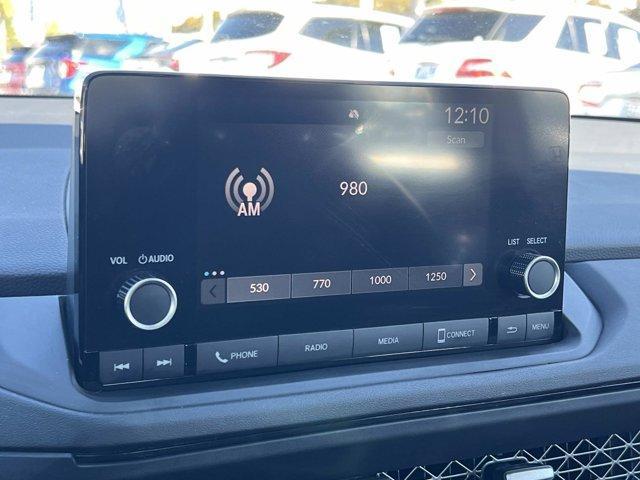 12:10
Scan
AM
980
VOL AUDIO
LIST SELECT
530 770 1000 1250
PHONE RADIO MEDIA CONNECT MENU